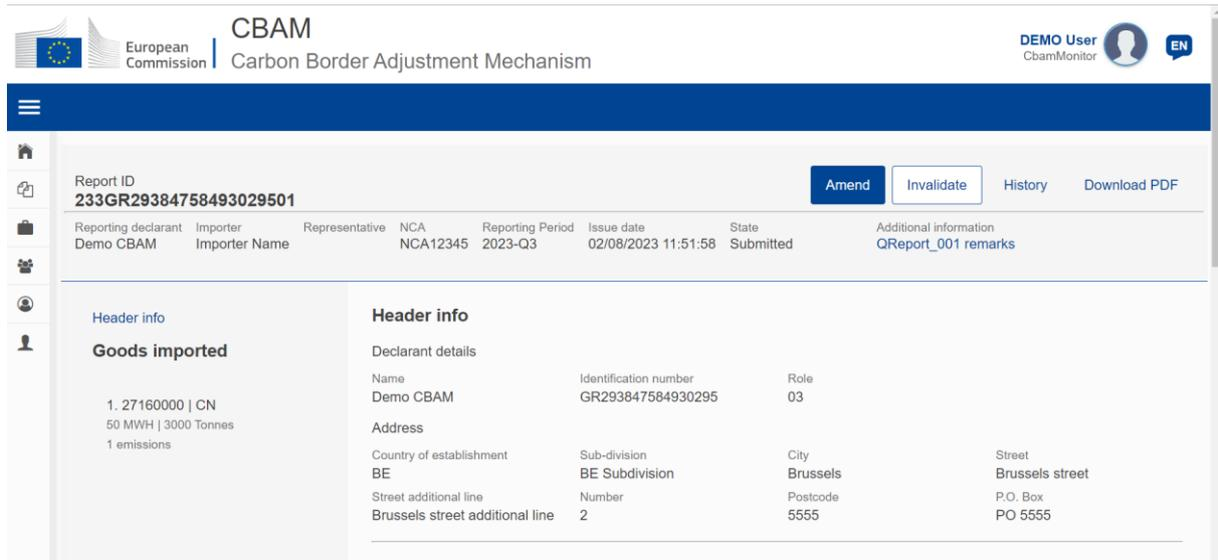 CBAM
European
Commission
Carbon Border Adjustment Mechanism
DEMO User
CbamMonitor
EN
Report ID
233GR29384758493029501
Amend Invalidate History Download PDF
Reporting declarant Importer Representative NCA Reporting Period Issue date State Additional information
Demo CBAM Importer Name NCA12345 2023-Q3 02/08/2023 11:51:58 Submitted QReport_001 remarks
Header info
Goods imported
1. 27160000 | CN
50 MWH | 3000 Tonnes
1 emissions
Header info
Declarant details
Name Identification number Role
Demo CBAM GR293847584930295 03
Address
Country of establishment Sub-division City Street
BE BE Subdivision Brussels Brussels street
Street additional line Number Postcode P.O. Box
Brussels street additional line 2 5555 PO 5555